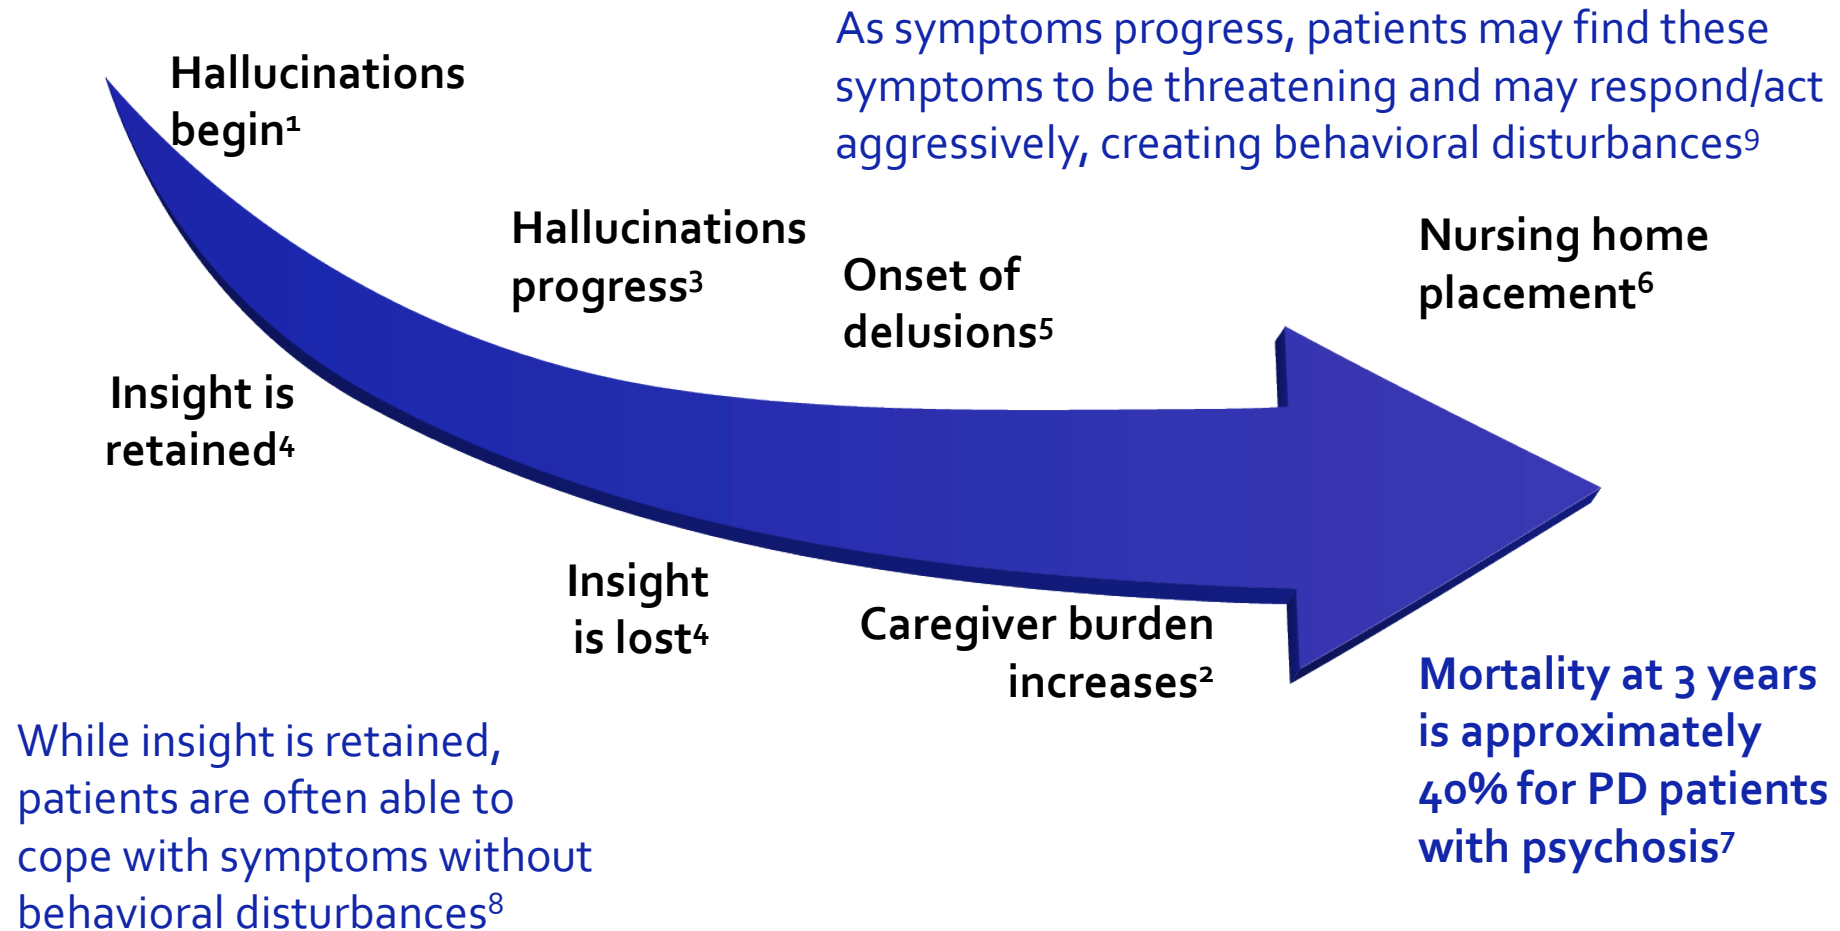 Hallucinations
begin¹
As symptoms progress, patients may find these
symptoms to be threatening and may respond/act
aggressively, creating behavioral disturbances⁹
Hallucinations
progress³
Onset of
delusions⁵
Nursing home
placement⁶
Insight is
retained⁴
Insight
is lost⁴
Caregiver burden
increases²
Mortality at 3 years
is approximately
40% for PD patients
with psychosis⁷
While insight is retained,
patients are often able to
cope with symptoms without
behavioral disturbances⁸